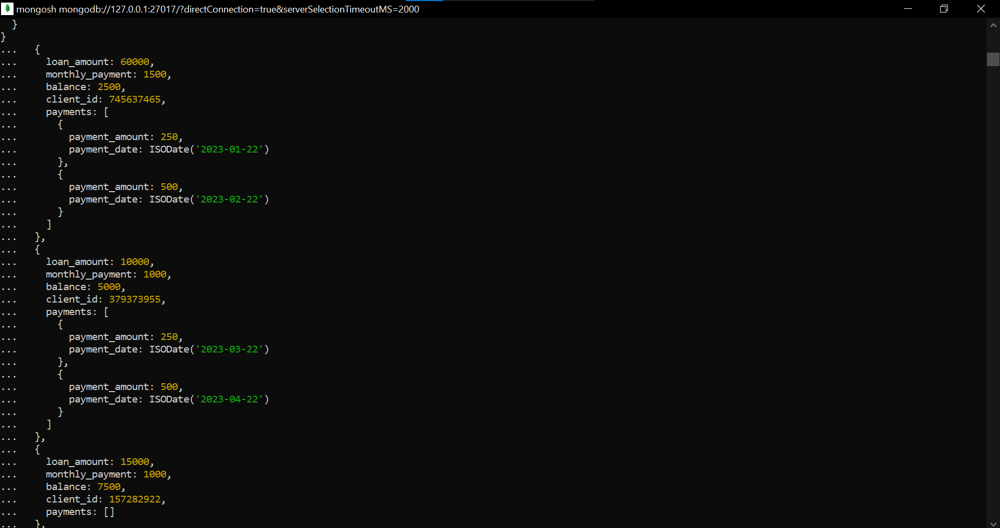 mongosh mongodb://127.0.0.1:27017/?directConnection=true&serverSelectionTimeoutMS=2000
  }
}
...   {
...     loan_amount: 60000,
...     monthly_payment: 1500,
...     balance: 2500,
...     client_id: 745637465,
...     payments: [
...       {
...         payment_amount: 250,
...         payment_date: ISODate('2023-01-22')
...       },
...       {
...         payment_amount: 500,
...         payment_date: ISODate('2023-02-22')
...       }
...     ]
...   },
...   {
...     loan_amount: 10000,
...     monthly_payment: 1000,
...     balance: 5000,
...     client_id: 379373955,
...     payments: [
...       {
...         payment_amount: 250,
...         payment_date: ISODate('2023-03-22')
...       },
...       {
...         payment_amount: 500,
...         payment_date: ISODate('2023-04-22')
...       }
...     ]
...   },
...   {
...     loan_amount: 15000,
...     monthly_payment: 1000,
...     balance: 7500,
...     client_id: 157282922,
...     payments: []
...   },